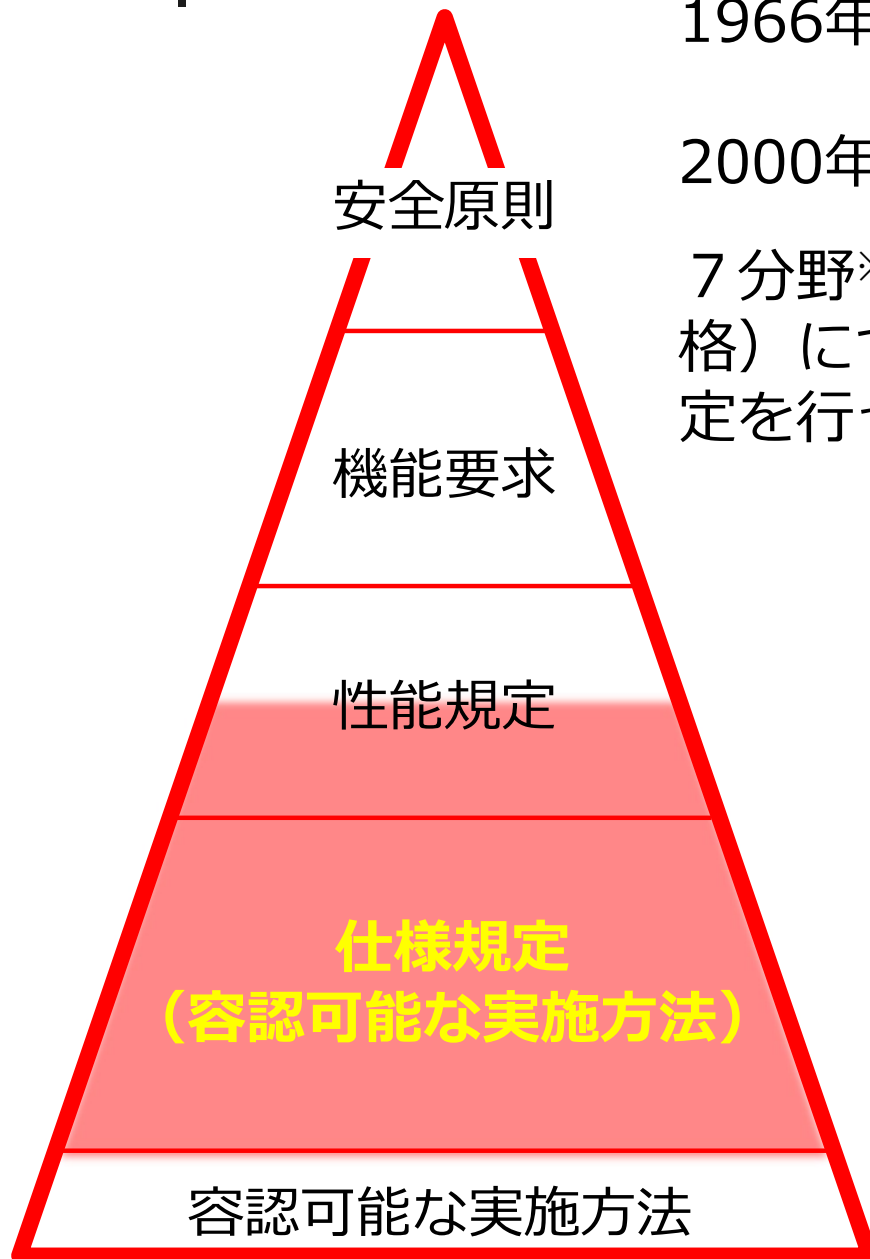 1966年
2000年
７分野※
格）につ
定を行っ
安全原則
機能要求
性能規定
仕様規定
（容認可能な実施方法）
容認可能な実施方法